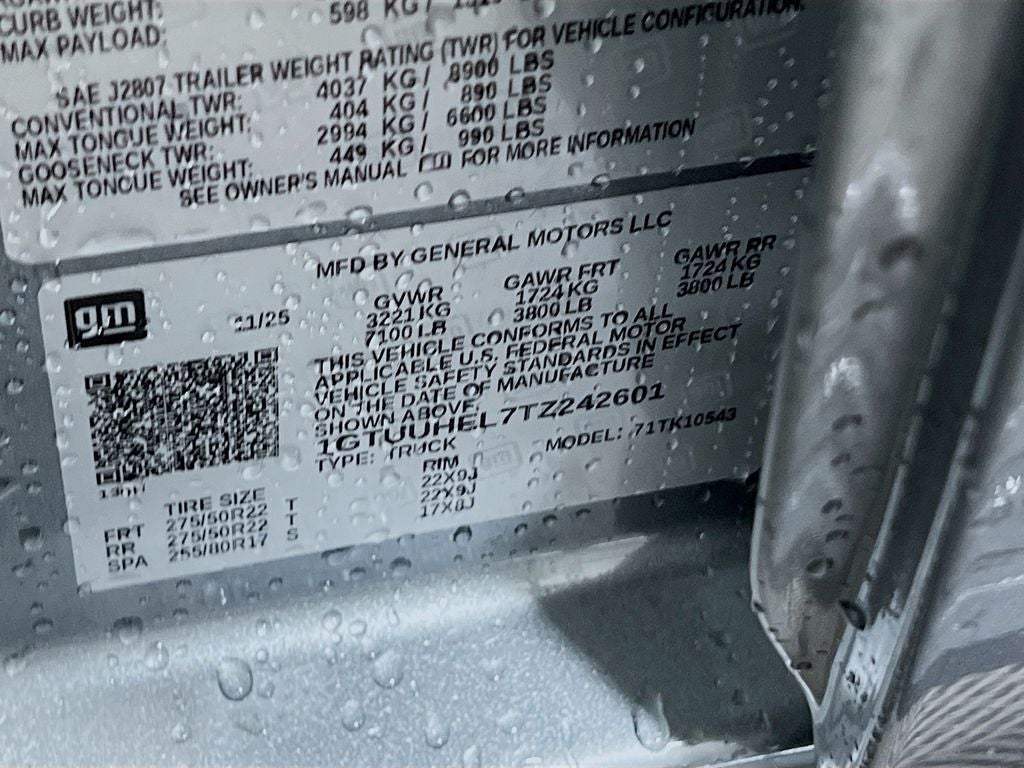 CURB WEIGHT:
MAX PAYLOAD: 598 KG/
SAE J2807 TRAILER WEIGHT RATING (TWR) FOR VEHICLE CONFIGURATION.
CONVENTIONAL TWR: 4037 KG/ 8900 LBS
MAX TONGUE WEIGHT: 404 KG/ 890 LBS
GOOSENECK TWR: 2994 KG/ 6600 LBS
MAX TONGUE WEIGHT: 449 KG/ 990 LBS
SEE OWNER'S MANUAL FOR MORE INFORMATION
MFD BY GENERAL MOTORS LLC
gm
11/25
GVWR GAWR FRT GAWR RR
3221KG 1724KG 1724KG
7100 LB 3800 LB 3800 LB
THIS VEHICLE CONFORMS TO ALL
APPLICABLE U.S. FEDERAL MOTOR
VEHICLE SAFETY STANDARDS IN EFFECT
ON THE DATE OF MANUFACTURE
SHOWN ABOVE.
1GTUUHEL7TZ242601
TYPE: TRUCK MODEL: 71TK10543
TIRE SIZE RIM
FRT 275/50R22 T 22X9J
RR 275/50R22 T 22X9J
SPA 255/80R17 S 17X8J